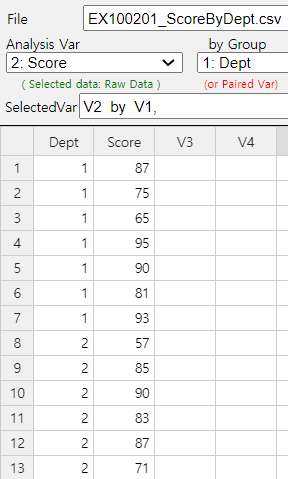 File EX100201_ScoreByDept.csv
Analysis Var by Group
2: Score 1: Dept
( Selected data: Raw Data ) (or Paired Var)
SelectedVar V2 by V1,
Dept Score V3 V4
1 1 87
2 1 75
3 1 65
4 1 95
5 1 90
6 1 81
7 1 93
8 2 57
9 2 85
10 2 90
11 2 83
12 2 87
13 2 71